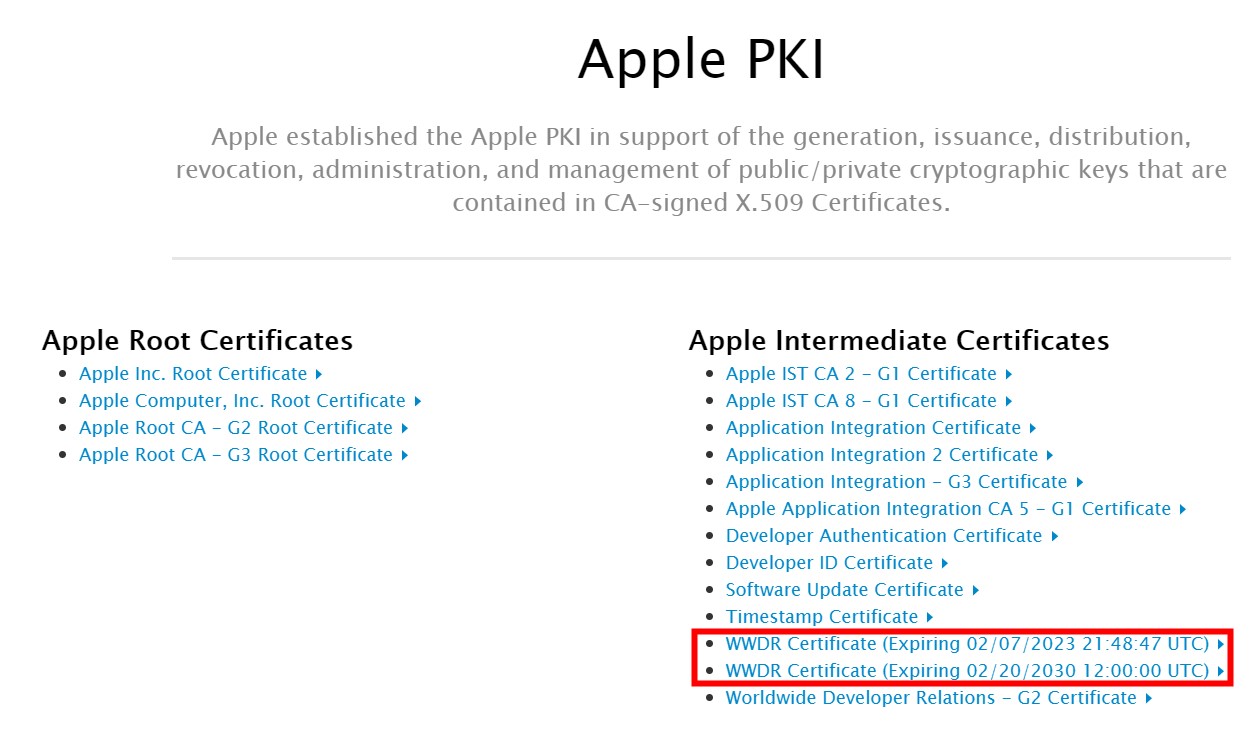 Apple PKI
Apple established the Apple PKI in support of the generation, issuance, distribution,
revocation, administration, and management of public/private cryptographic keys that are
contained in CA-signed X.509 Certificates.
Apple Root Certificates
Apple Inc. Root Certificate
Apple Computer, Inc. Root Certificate
Apple Root CA - G2 Root Certificate
Apple Root CA - G3 Root Certificate
Apple Intermediate Certificates
Apple IST CA 2 - G1 Certificate
Apple IST CA 8 - G1 Certificate
Application Integration Certificate
Application Integration 2 Certificate
Application Integration - G3 Certificate
Apple Application Integration CA 5 - G1 Certificate
Developer Authentication Certificate
Developer ID Certificate
Software Update Certificate
Timestamp Certificate
WWDR Certificate (Expiring 02/07/2023 21:48:47 UTC)
WWDR Certificate (Expiring 02/20/2030 12:00:00 UTC)
Worldwide Developer Relations - G2 Certificate